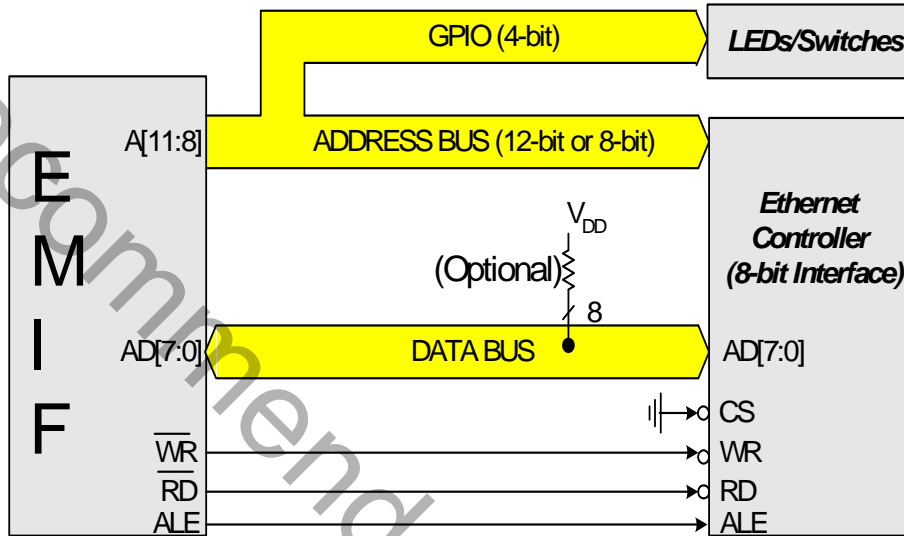 GPIO (4-bit)
LEDs/Switches
A[11:8]
ADDRESS BUS (12-bit or 8-bit)
EMIF
Ethernet
Controller
(8-bit Interface)
VDD
(Optional)
8
AD[7:0]
DATA BUS
AD[7:0]
CS
WR
WR
RD
RD
ALE
ALE